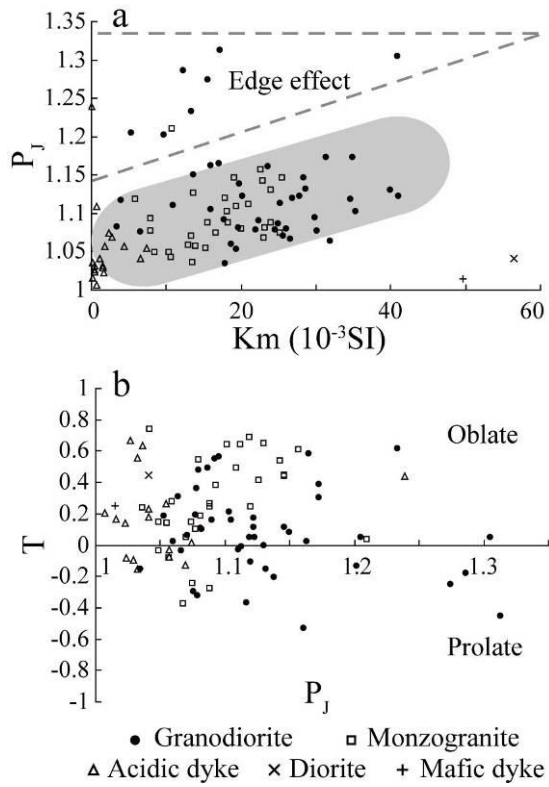 a
1.35
1.3
1.25
1.2
1.15
1.1
1.05
1
P_J
Edge effect
0 20 40 60
Km (10⁻³SI)
b
1
0.8
0.6
0.4
0.2
0
-0.2
-0.4
-0.6
-0.8
-1
T
Oblate
1 1.1 1.2 1.3
Prolate
P_J
Granodiorite Monzogranite
Acidic dyke Diorite Mafic dyke